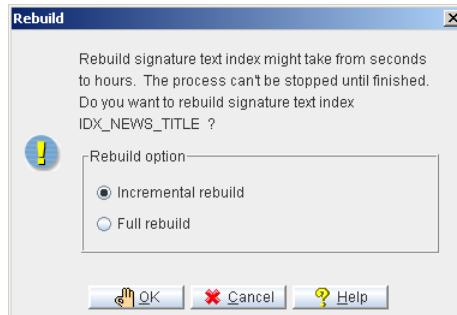 Rebuild
Rebuild signature text index might take from seconds
to hours. The process can't be stopped until finished.
Do you want to rebuild signature text index
IDX_NEWS_TITLE ?
Rebuild option
Incremental rebuild
Full rebuild
OK Cancel Help